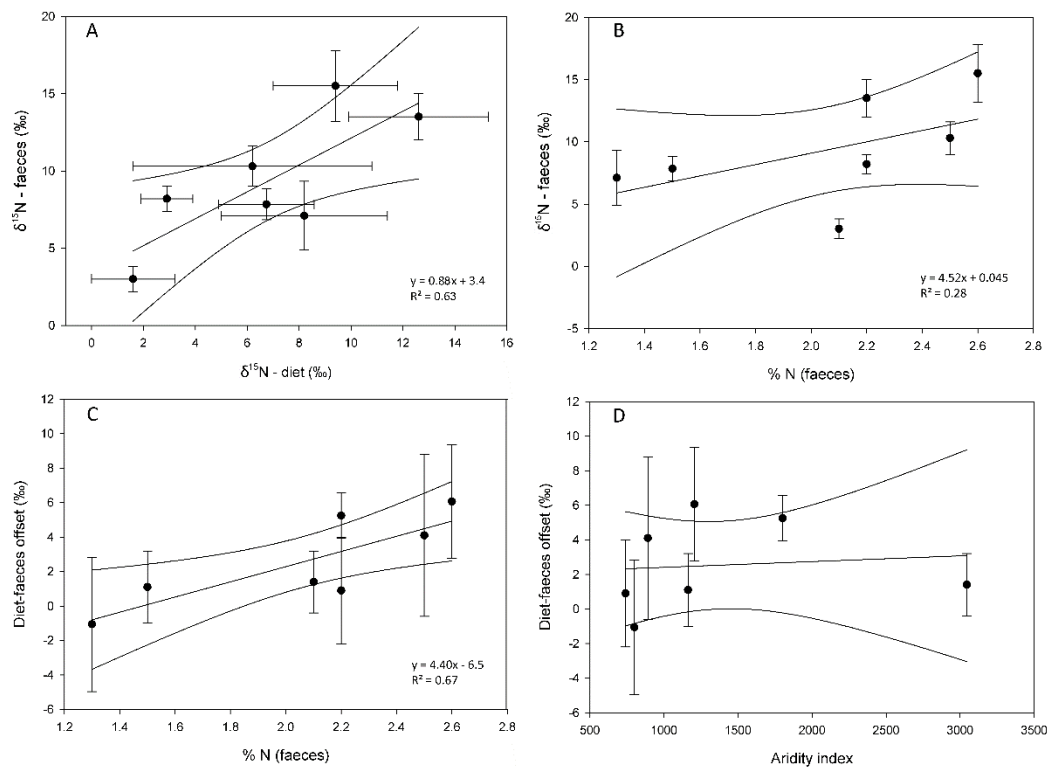 A
20
15
10
5
0
δ¹⁵N - faeces (‰)
y = 0.88x + 3.4
R² = 0.63
0 2 4 6 8 10 12 14 16
δ¹⁵N - diet (‰)
B
20
15
10
5
0
-5
δ¹⁵N - faeces (‰)
y = 4.52x + 0.045
R² = 0.28
1.2 1.4 1.6 1.8 2.0 2.2 2.4 2.6 2.8
% N (faeces)
C
12
10
8
6
4
2
0
-2
-4
-6
Diet-faeces offset (‰)
y = 4.40x - 6.5
R² = 0.67
1.2 1.4 1.6 1.8 2.0 2.2 2.4 2.6 2.8
% N (faeces)
D
12
10
8
6
4
2
0
-2
-4
-6
Diet-faeces offset (‰)
500 1000 1500 2000 2500 3000 3500
Aridity index